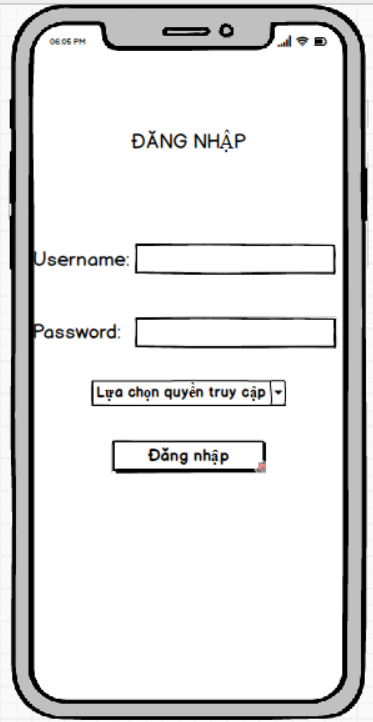 06:05 PM
ĐĂNG NHẬP
Username:
Password:
Lựa chọn quyền truy cập
Đăng nhập